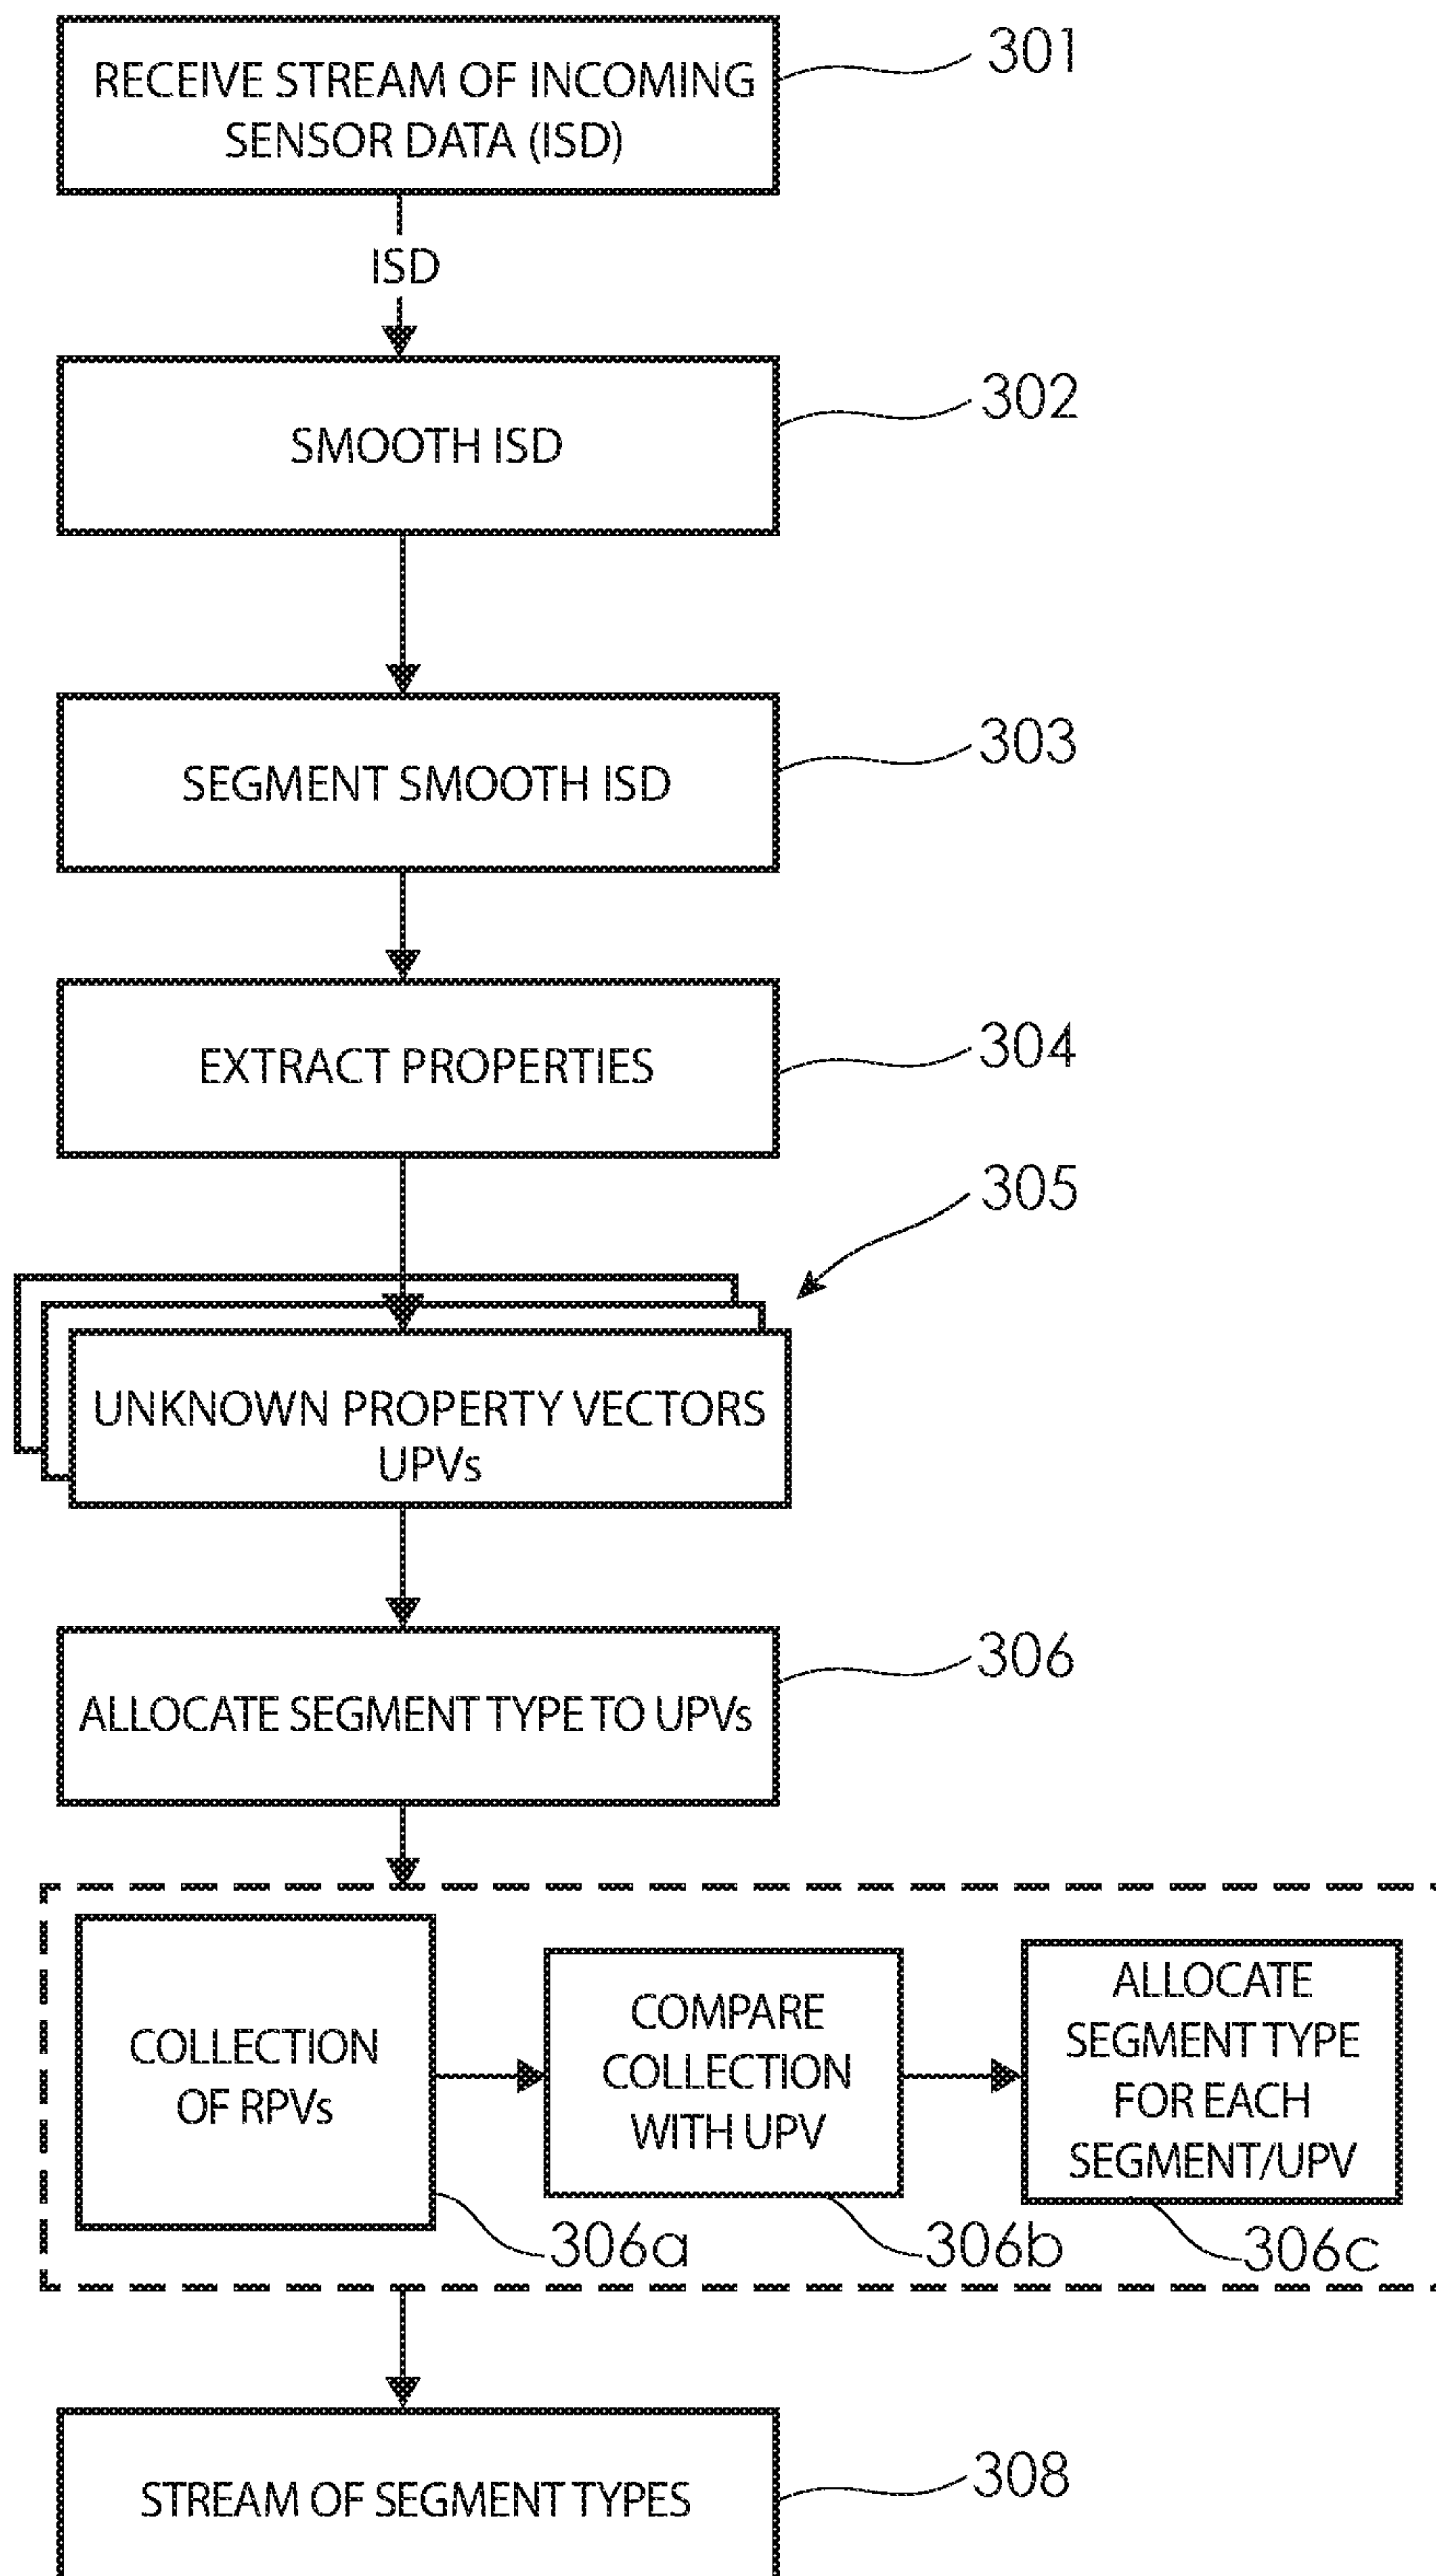 RECEIVE STREAM OF INCOMING
SENSOR DATA (ISD)
301
ISD
SMOOTH ISD
302
SEGMENT SMOOTH ISD
303
EXTRACT PROPERTIES
304
305
UNKNOWN PROPERTY VECTORS
UPVs
306
ALLOCATE SEGMENT TYPE TO UPVs
COLLECTION
OF RPVs
306a
COMPARE
COLLECTION
WITH UPV
306b
ALLOCATE
SEGMENT TYPE
FOR EACH
SEGMENT/UPV
306c
STREAM OF SEGMENT TYPES
308